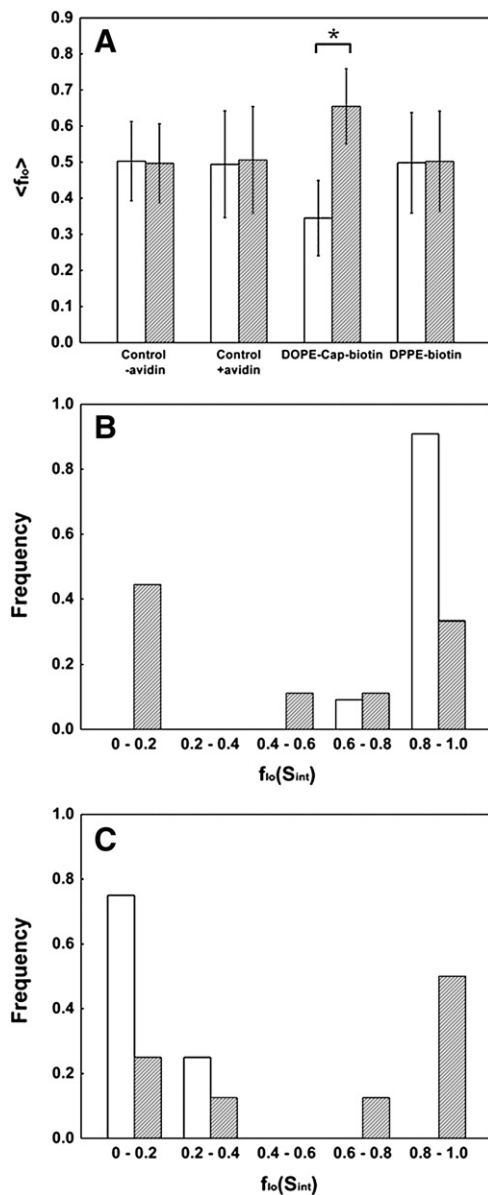 A
*
0.9
0.8
0.7
0.6
0.5
0.4
0.3
0.2
0.1
0.0
<flo>
Control -avidin
Control +avidin
DOPE-Cap-biotin
DPPE-biotin
B
1.0
0.8
0.6
0.4
0.2
0.0
Frequency
0 - 0.2 0.2 - 0.4 0.4 - 0.6 0.6 - 0.8 0.8 - 1.0
flo(Sint)
C
1.0
0.8
0.6
0.4
0.2
0.0
Frequency
0 - 0.2 0.2 - 0.4 0.4 - 0.6 0.6 - 0.8 0.8 - 1.0
flo(Sint)